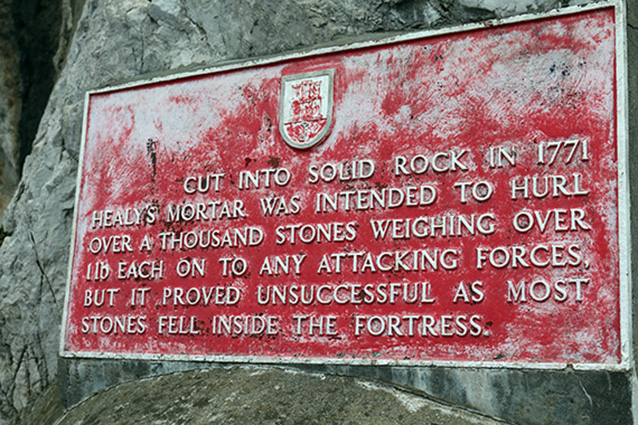 CUT INTO SOLID ROCK IN 1771
HEALY'S MORTAR WAS INTENDED TO HURL
OVER A THOUSAND STONES WEIGHING OVER
1lb EACH ON TO ANY ATTACKING FORCES,
BUT IT PROVED UNSUCCESSFUL AS MOST
STONES FELL INSIDE THE FORTRESS.